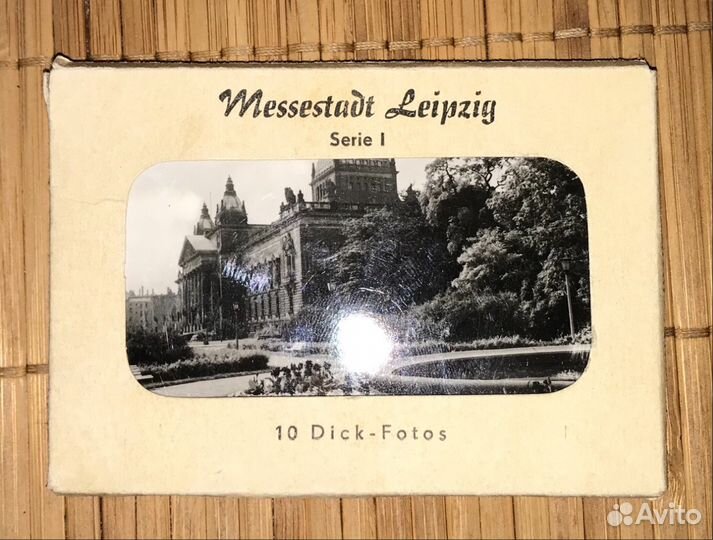 Messestadt Leipzig
Serie I
10 Dick-Fotos
Avito